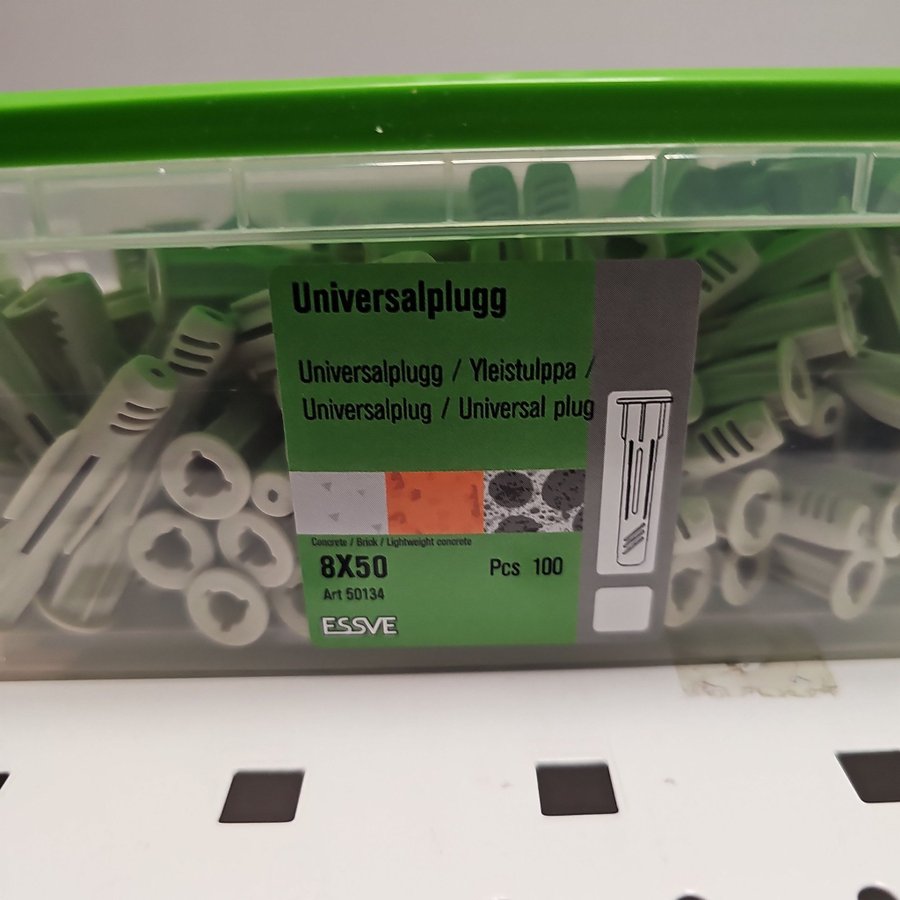 Universalplugg
Universalplugg / Yleistulppa /
Universalplug / Universal plug
Concrete / Brick / Lightweight concrete
8X50 Pcs 100
Art 50134
ESSVE